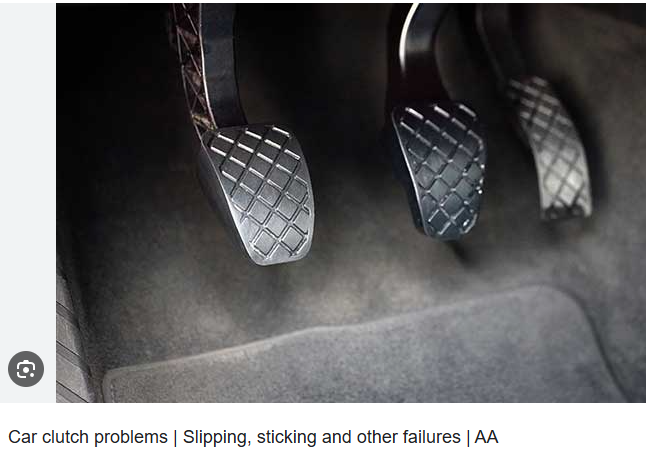 Car clutch problems | Slipping, sticking and other failures | AA